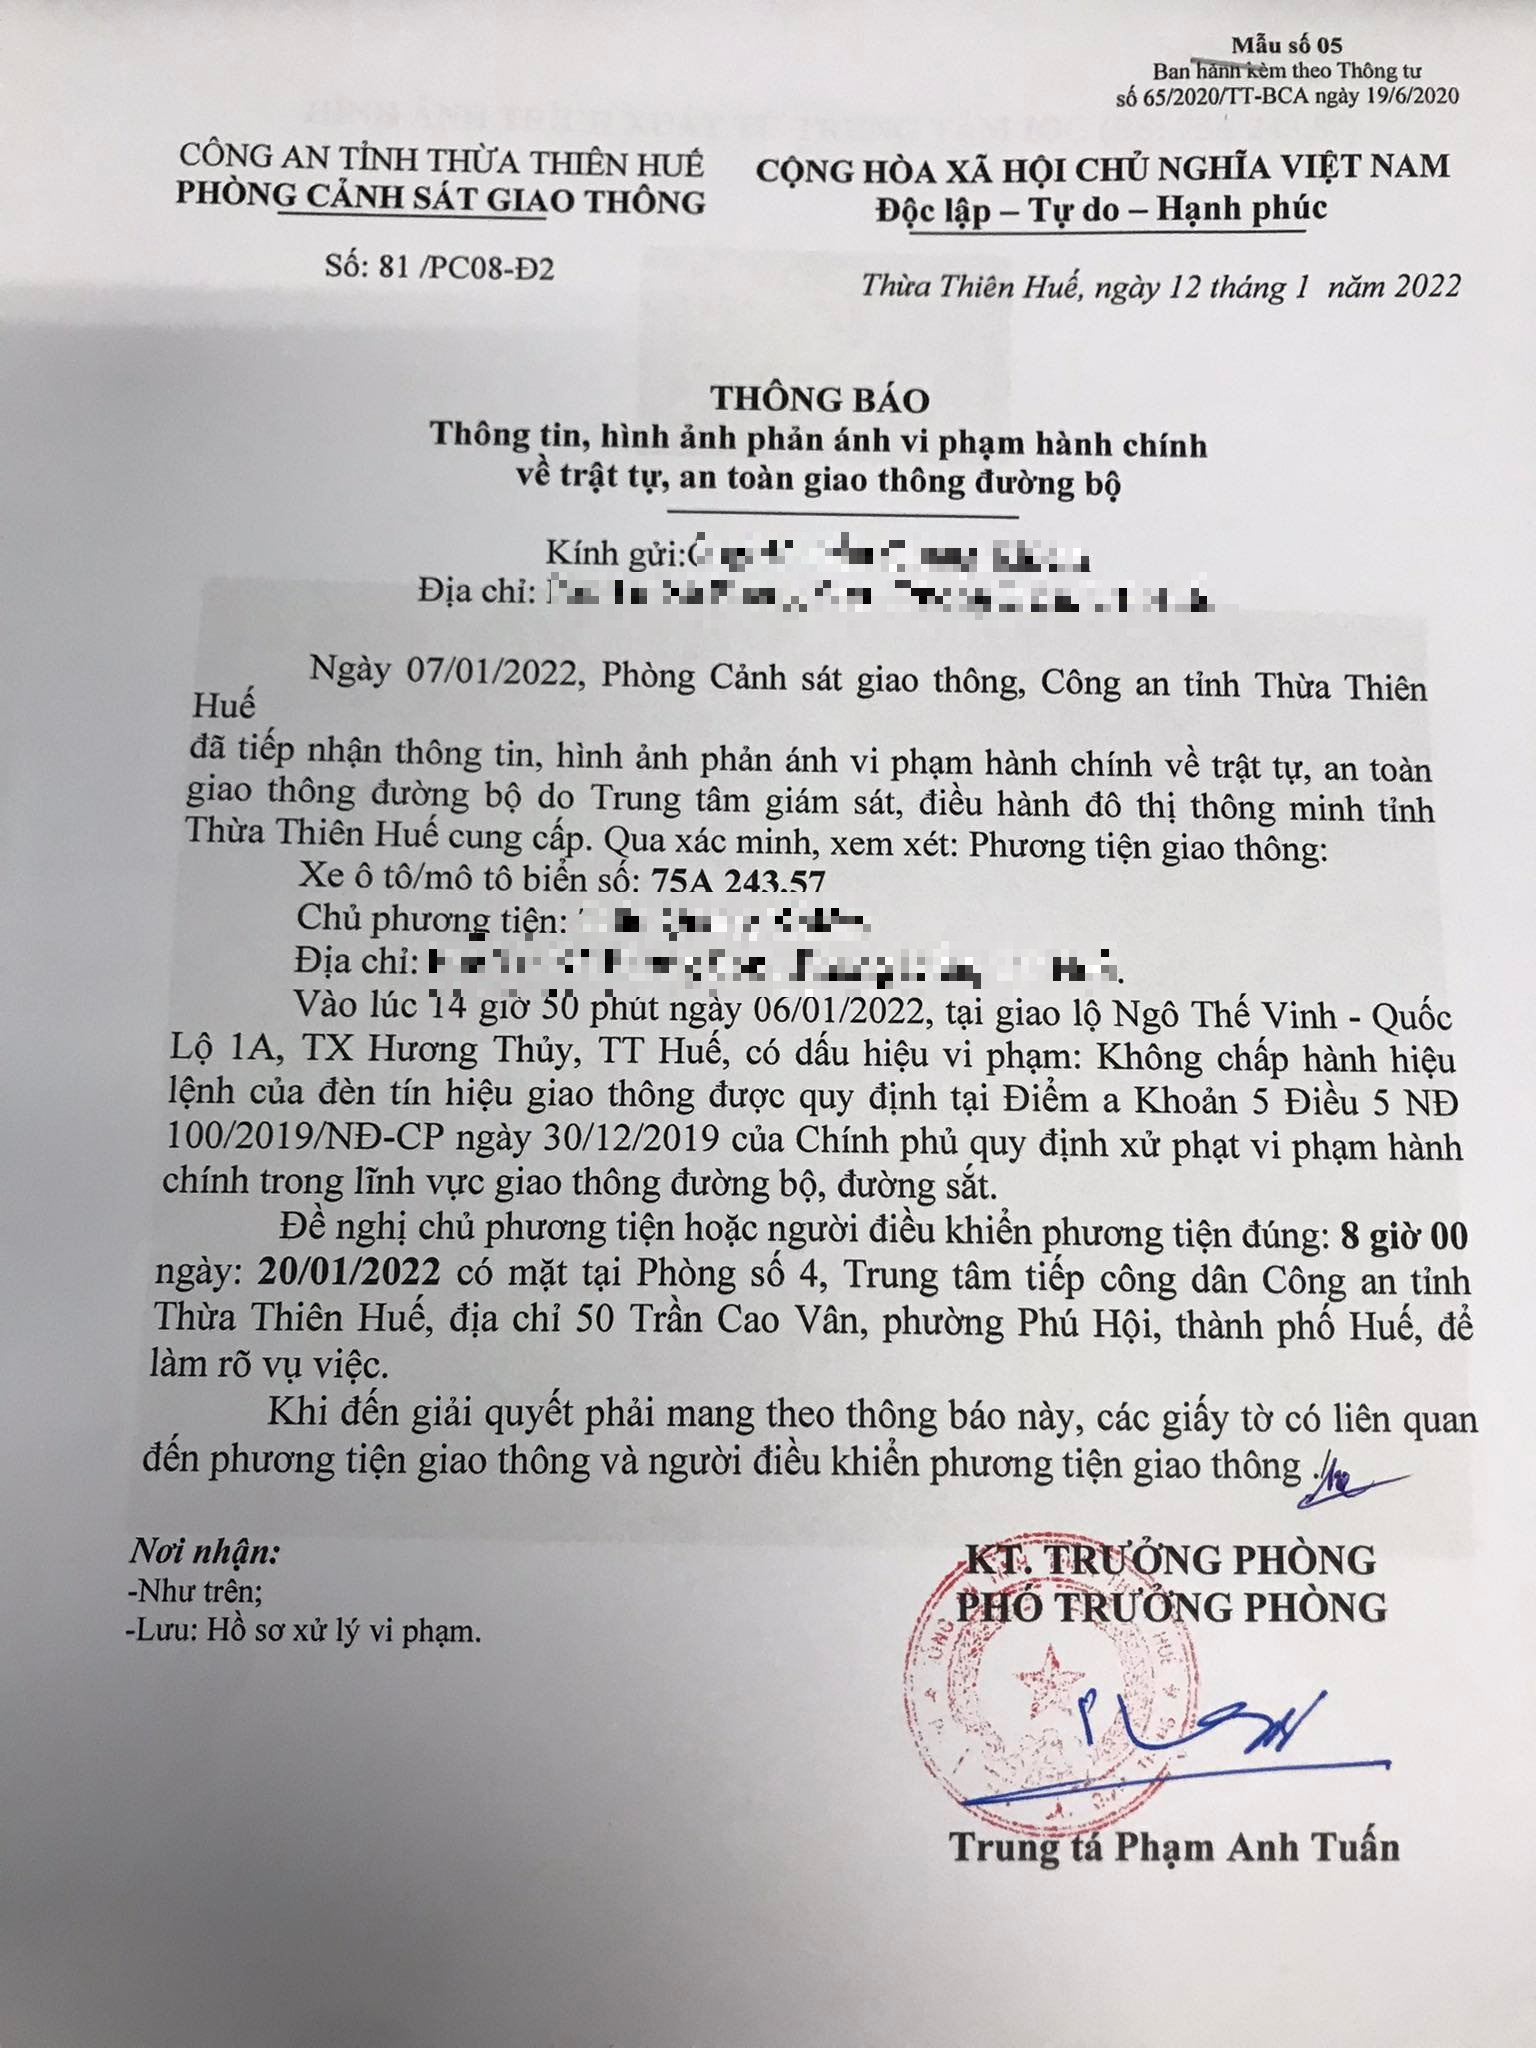 Mẫu số 05
Ban hành kèm theo Thông tư
số 65/2020/TT-BCA ngày 19/6/2020
CÔNG AN TỈNH THỪA THIÊN HUẾ
PHÒNG CẢNH SÁT GIAO THÔNG
CỘNG HÒA XÃ HỘI CHỦ NGHĨA VIỆT NAM
Độc lập – Tự do – Hạnh phúc
Số: 81 /PC08-Đ2
Thừa Thiên Huế, ngày 12 tháng 1 năm 2022
THÔNG BÁO
Thông tin, hình ảnh phản ánh vi phạm hành chính
về trật tự, an toàn giao thông đường bộ
Kính gửi:
Địa chỉ:
Ngày 07/01/2022, Phòng Cảnh sát giao thông, Công an tỉnh Thừa Thiên
Huế
đã tiếp nhận thông tin, hình ảnh phản ánh vi phạm hành chính về trật tự, an toàn
giao thông đường bộ do Trung tâm giám sát, điều hành đô thị thông minh tỉnh
Thừa Thiên Huế cung cấp. Qua xác minh, xem xét: Phương tiện giao thông:
Xe ô tô/mô tô biển số: 75A 243.57
Chủ phương tiện:
Địa chỉ:
Vào lúc 14 giờ 50 phút ngày 06/01/2022, tại giao lộ Ngô Thế Vinh - Quốc
Lộ 1A, TX Hương Thủy, TT Huế, có dấu hiệu vi phạm: Không chấp hành hiệu
lệnh của đèn tín hiệu giao thông được quy định tại Điểm a Khoản 5 Điều 5 NĐ
100/2019/NĐ-CP ngày 30/12/2019 của Chính phủ quy định xử phạt vi phạm hành
chính trong lĩnh vực giao thông đường bộ, đường sắt.
Đề nghị chủ phương tiện hoặc người điều khiển phương tiện đúng: 8 giờ 00
ngày: 20/01/2022 có mặt tại Phòng số 4, Trung tâm tiếp công dân Công an tỉnh
Thừa Thiên Huế, địa chỉ 50 Trần Cao Vân, phường Phú Hội, thành phố Huế, để
làm rõ vụ việc.
Khi đến giải quyết phải mang theo thông báo này, các giấy tờ có liên quan
đến phương tiện giao thông và người điều khiển phương tiện giao thông ./.
Nơi nhận:
-Như trên;
-Lưu: Hồ sơ xử lý vi phạm.
KT. TRƯỞNG PHÒNG
PHÓ TRƯỞNG PHÒNG
Trung tá Phạm Anh Tuấn